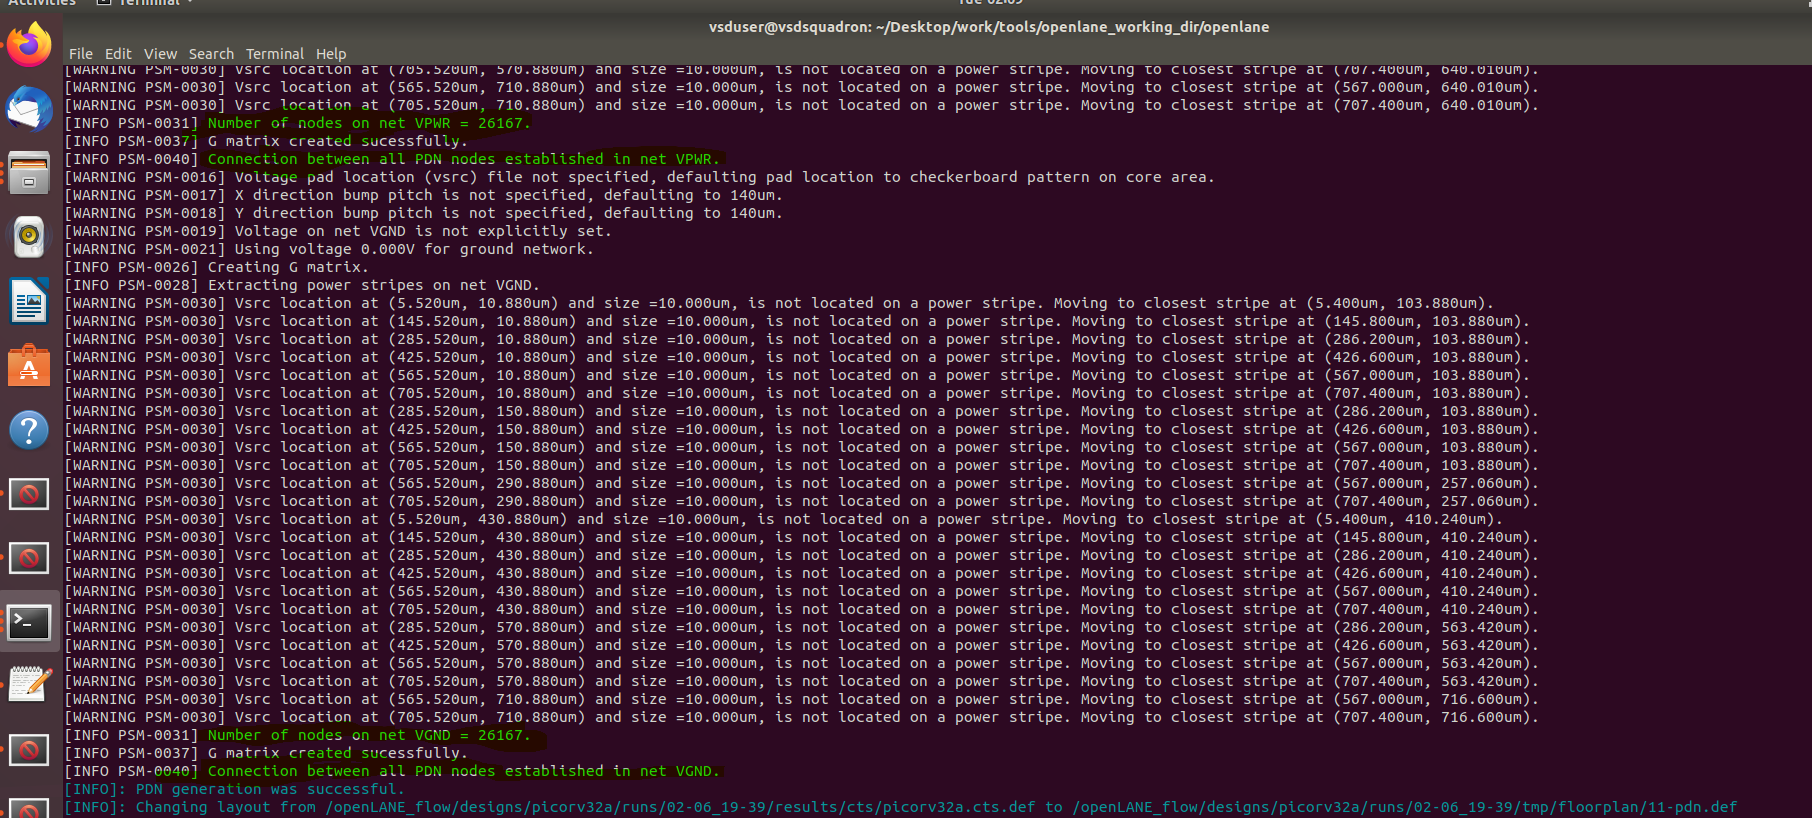 Activities Terminal Tue 02:09
vsduser@vsdsquadron: ~/Desktop/work/tools/openlane_working_dir/openlane
File Edit View Search Terminal Help
[WARNING PSM-0030] Vsrc location at (705.520um, 570.880um) and size =10.000um, is not located on a power stripe. Moving to closest stripe at (707.400um, 640.010um).
[WARNING PSM-0030] Vsrc location at (565.520um, 710.880um) and size =10.000um, is not located on a power stripe. Moving to closest stripe at (567.000um, 640.010um).
[WARNING PSM-0030] Vsrc location at (705.520um, 710.880um) and size =10.000um, is not located on a power stripe. Moving to closest stripe at (707.400um, 640.010um).
[INFO PSM-0031] Number of nodes on net VPWR = 26167.
[INFO PSM-0037] G matrix created sucessfully.
[INFO PSM-0040] Connection between all PDN nodes established in net VPWR.
[WARNING PSM-0016] Voltage pad location (vsrc) file not specified, defaulting pad location to checkerboard pattern on core area.
[WARNING PSM-0017] X direction bump pitch is not specified, defaulting to 140um.
[WARNING PSM-0018] Y direction bump pitch is not specified, defaulting to 140um.
[WARNING PSM-0019] Voltage on net VGND is not explicitly set.
[WARNING PSM-0021] Using voltage 0.000V for ground network.
[INFO PSM-0026] Creating G matrix.
[INFO PSM-0028] Extracting power stripes on net VGND.
[WARNING PSM-0030] Vsrc location at (5.520um, 10.880um) and size =10.000um, is not located on a power stripe. Moving to closest stripe at (5.400um, 103.880um).
[WARNING PSM-0030] Vsrc location at (145.520um, 10.880um) and size =10.000um, is not located on a power stripe. Moving to closest stripe at (145.800um, 103.880um).
[WARNING PSM-0030] Vsrc location at (285.520um, 10.880um) and size =10.000um, is not located on a power stripe. Moving to closest stripe at (286.200um, 103.880um).
[WARNING PSM-0030] Vsrc location at (425.520um, 10.880um) and size =10.000um, is not located on a power stripe. Moving to closest stripe at (426.600um, 103.880um).
[WARNING PSM-0030] Vsrc location at (565.520um, 10.880um) and size =10.000um, is not located on a power stripe. Moving to closest stripe at (567.000um, 103.880um).
[WARNING PSM-0030] Vsrc location at (705.520um, 10.880um) and size =10.000um, is not located on a power stripe. Moving to closest stripe at (707.400um, 103.880um).
[WARNING PSM-0030] Vsrc location at (285.520um, 150.880um) and size =10.000um, is not located on a power stripe. Moving to closest stripe at (286.200um, 103.880um).
[WARNING PSM-0030] Vsrc location at (425.520um, 150.880um) and size =10.000um, is not located on a power stripe. Moving to closest stripe at (426.600um, 103.880um).
[WARNING PSM-0030] Vsrc location at (565.520um, 150.880um) and size =10.000um, is not located on a power stripe. Moving to closest stripe at (567.000um, 103.880um).
[WARNING PSM-0030] Vsrc location at (705.520um, 150.880um) and size =10.000um, is not located on a power stripe. Moving to closest stripe at (707.400um, 103.880um).
[WARNING PSM-0030] Vsrc location at (565.520um, 290.880um) and size =10.000um, is not located on a power stripe. Moving to closest stripe at (567.000um, 257.060um).
[WARNING PSM-0030] Vsrc location at (705.520um, 290.880um) and size =10.000um, is not located on a power stripe. Moving to closest stripe at (707.400um, 257.060um).
[WARNING PSM-0030] Vsrc location at (5.520um, 430.880um) and size =10.000um, is not located on a power stripe. Moving to closest stripe at (5.400um, 410.240um).
[WARNING PSM-0030] Vsrc location at (145.520um, 430.880um) and size =10.000um, is not located on a power stripe. Moving to closest stripe at (145.800um, 410.240um).
[WARNING PSM-0030] Vsrc location at (285.520um, 430.880um) and size =10.000um, is not located on a power stripe. Moving to closest stripe at (286.200um, 410.240um).
[WARNING PSM-0030] Vsrc location at (425.520um, 430.880um) and size =10.000um, is not located on a power stripe. Moving to closest stripe at (426.600um, 410.240um).
[WARNING PSM-0030] Vsrc location at (565.520um, 430.880um) and size =10.000um, is not located on a power stripe. Moving to closest stripe at (567.000um, 410.240um).
[WARNING PSM-0030] Vsrc location at (705.520um, 430.880um) and size =10.000um, is not located on a power stripe. Moving to closest stripe at (707.400um, 410.240um).
[WARNING PSM-0030] Vsrc location at (285.520um, 570.880um) and size =10.000um, is not located on a power stripe. Moving to closest stripe at (286.200um, 563.420um).
[WARNING PSM-0030] Vsrc location at (425.520um, 570.880um) and size =10.000um, is not located on a power stripe. Moving to closest stripe at (426.600um, 563.420um).
[WARNING PSM-0030] Vsrc location at (565.520um, 570.880um) and size =10.000um, is not located on a power stripe. Moving to closest stripe at (567.000um, 563.420um).
[WARNING PSM-0030] Vsrc location at (705.520um, 570.880um) and size =10.000um, is not located on a power stripe. Moving to closest stripe at (707.400um, 563.420um).
[WARNING PSM-0030] Vsrc location at (565.520um, 710.880um) and size =10.000um, is not located on a power stripe. Moving to closest stripe at (567.000um, 716.600um).
[WARNING PSM-0030] Vsrc location at (705.520um, 710.880um) and size =10.000um, is not located on a power stripe. Moving to closest stripe at (707.400um, 716.600um).
[INFO PSM-0031] Number of nodes on net VGND = 26167.
[INFO PSM-0037] G matrix created sucessfully.
[INFO PSM-0040] Connection between all PDN nodes established in net VGND.
[INFO]: PDN generation was successful.
[INFO]: Changing layout from /openLANE_flow/designs/picorv32a/runs/02-06_19-39/results/cts/picorv32a.cts.def to /openLANE_flow/designs/picorv32a/runs/02-06_19-39/tmp/floorplan/11-pdn.def